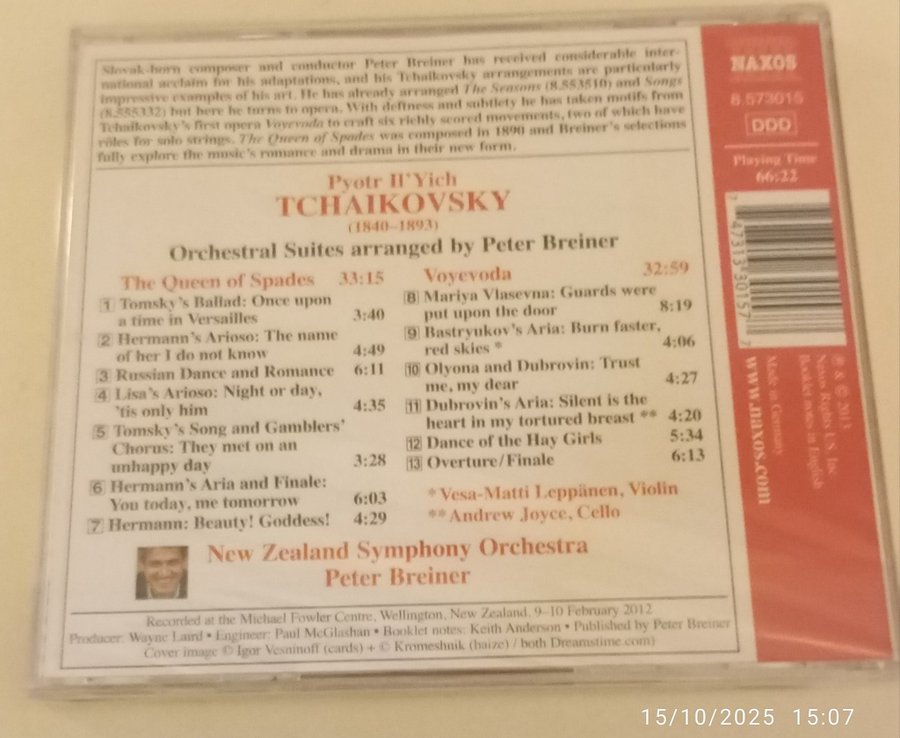 Slovak-born composer and conductor Peter Breiner has received considerable inter-
national acclaim for his adaptations, and his Tchaikovsky arrangements are particularly
impressive examples of his art. He has already arranged The Seasons (8.553510) and Songs
(8.555332) but here he turns to opera. With deftness and subtlety he has taken motifs from
Tchaikovsky's first opera Voyevoda to craft six richly scored movements, two of which have
rôles for solo strings. The Queen of Spades was composed in 1890 and Breiner's selections
fully explore the music's romance and drama in their new form.
Pyotr Il'Yich
TCHAIKOVSKY
(1840–1893)
Orchestral Suites arranged by Peter Breiner
The Queen of Spades 33:15
1 Tomsky's Ballad: Once upon
a time in Versailles 3:40
2 Hermann's Arioso: The name
of her I do not know 4:49
3 Russian Dance and Romance 6:11
4 Lisa's Arioso: Night or day,
'tis only him 4:35
5 Tomsky's Song and Gamblers'
Chorus: They met on an
unhappy day 3:28
6 Hermann's Aria and Finale:
You today, me tomorrow 6:03
7 Hermann: Beauty! Goddess! 4:29
Voyevoda 32:59
8 Mariya Vlasevna: Guards were
put upon the door 8:19
9 Bastryukov's Aria: Burn faster,
red skies * 4:06
10 Olyona and Dubrovin: Trust
me, my dear 4:27
11 Dubrovin's Aria: Silent is the
heart in my tortured breast ** 4:20
12 Dance of the Hay Girls 5:34
13 Overture/Finale 6:13
* Vesa-Matti Leppänen, Violin
** Andrew Joyce, Cello
New Zealand Symphony Orchestra
Peter Breiner
Recorded at the Michael Fowler Centre, Wellington, New Zealand, 9–10 February 2012
Producer: Wayne Laird • Engineer: Paul McGlashan • Booklet notes: Keith Anderson • Published by Peter Breiner
Cover image © Igor Vesninoff (cards) + © Kromeshnik (baize) / both Dreamstime.com)
NAXOS
8.573015
DDD
Playing Time
66:22
7 47313 30157 7
℗ & © 2013
Naxos Rights US, Inc.
Booklet notes in English
Made in Germany
www.naxos.com
15/10/2025 15:07